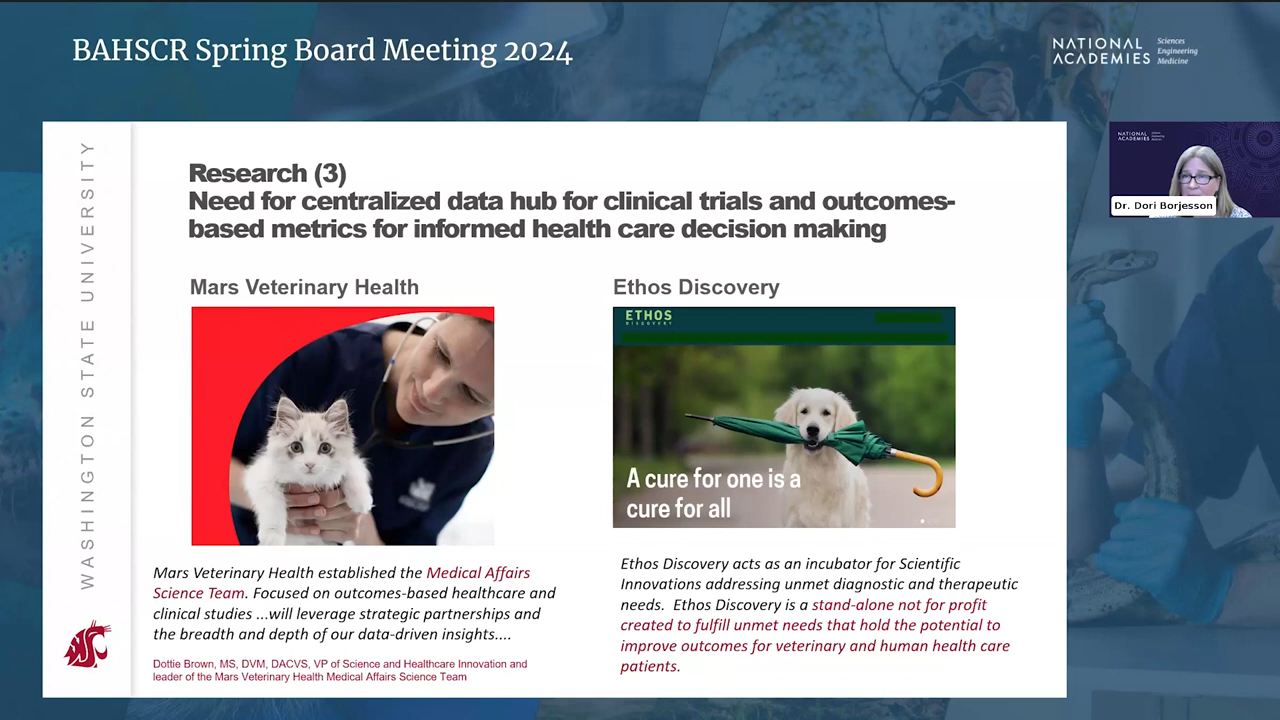 BAHSCR Spring Board Meeting 2024
NATIONAL
ACADEMIES
Sciences
Engineering
Medicine
NATIONAL
ACADEMIES
Dr. Dori Borjesson
WASHINGTON STATE UNIVERSITY
Research (3)
Need for centralized data hub for clinical trials and outcomes-
based metrics for informed health care decision making
Mars Veterinary Health
Ethos Discovery
ETHOS
DISCOVERY
A cure for one is a
cure for all
Mars Veterinary Health established the Medical Affairs
Science Team. Focused on outcomes-based healthcare and
clinical studies ...will leverage strategic partnerships and
the breadth and depth of our data-driven insights....
Dottie Brown, MS, DVM, DACVS, VP of Science and Healthcare Innovation and
leader of the Mars Veterinary Health Medical Affairs Science Team
Ethos Discovery acts as an incubator for Scientific
Innovations addressing unmet diagnostic and therapeutic
needs. Ethos Discovery is a stand-alone not for profit
created to fulfill unmet needs that hold the potential to
improve outcomes for veterinary and human health care
patients.